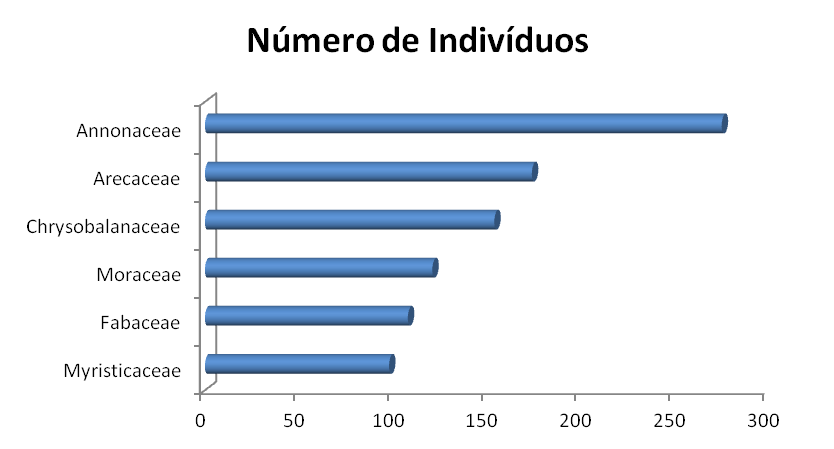 Número de Indivíduos
Annonaceae
Arecaceae
Chrysobalanaceae
Moraceae
Fabaceae
Myristicaceae
0 50 100 150 200 250 300